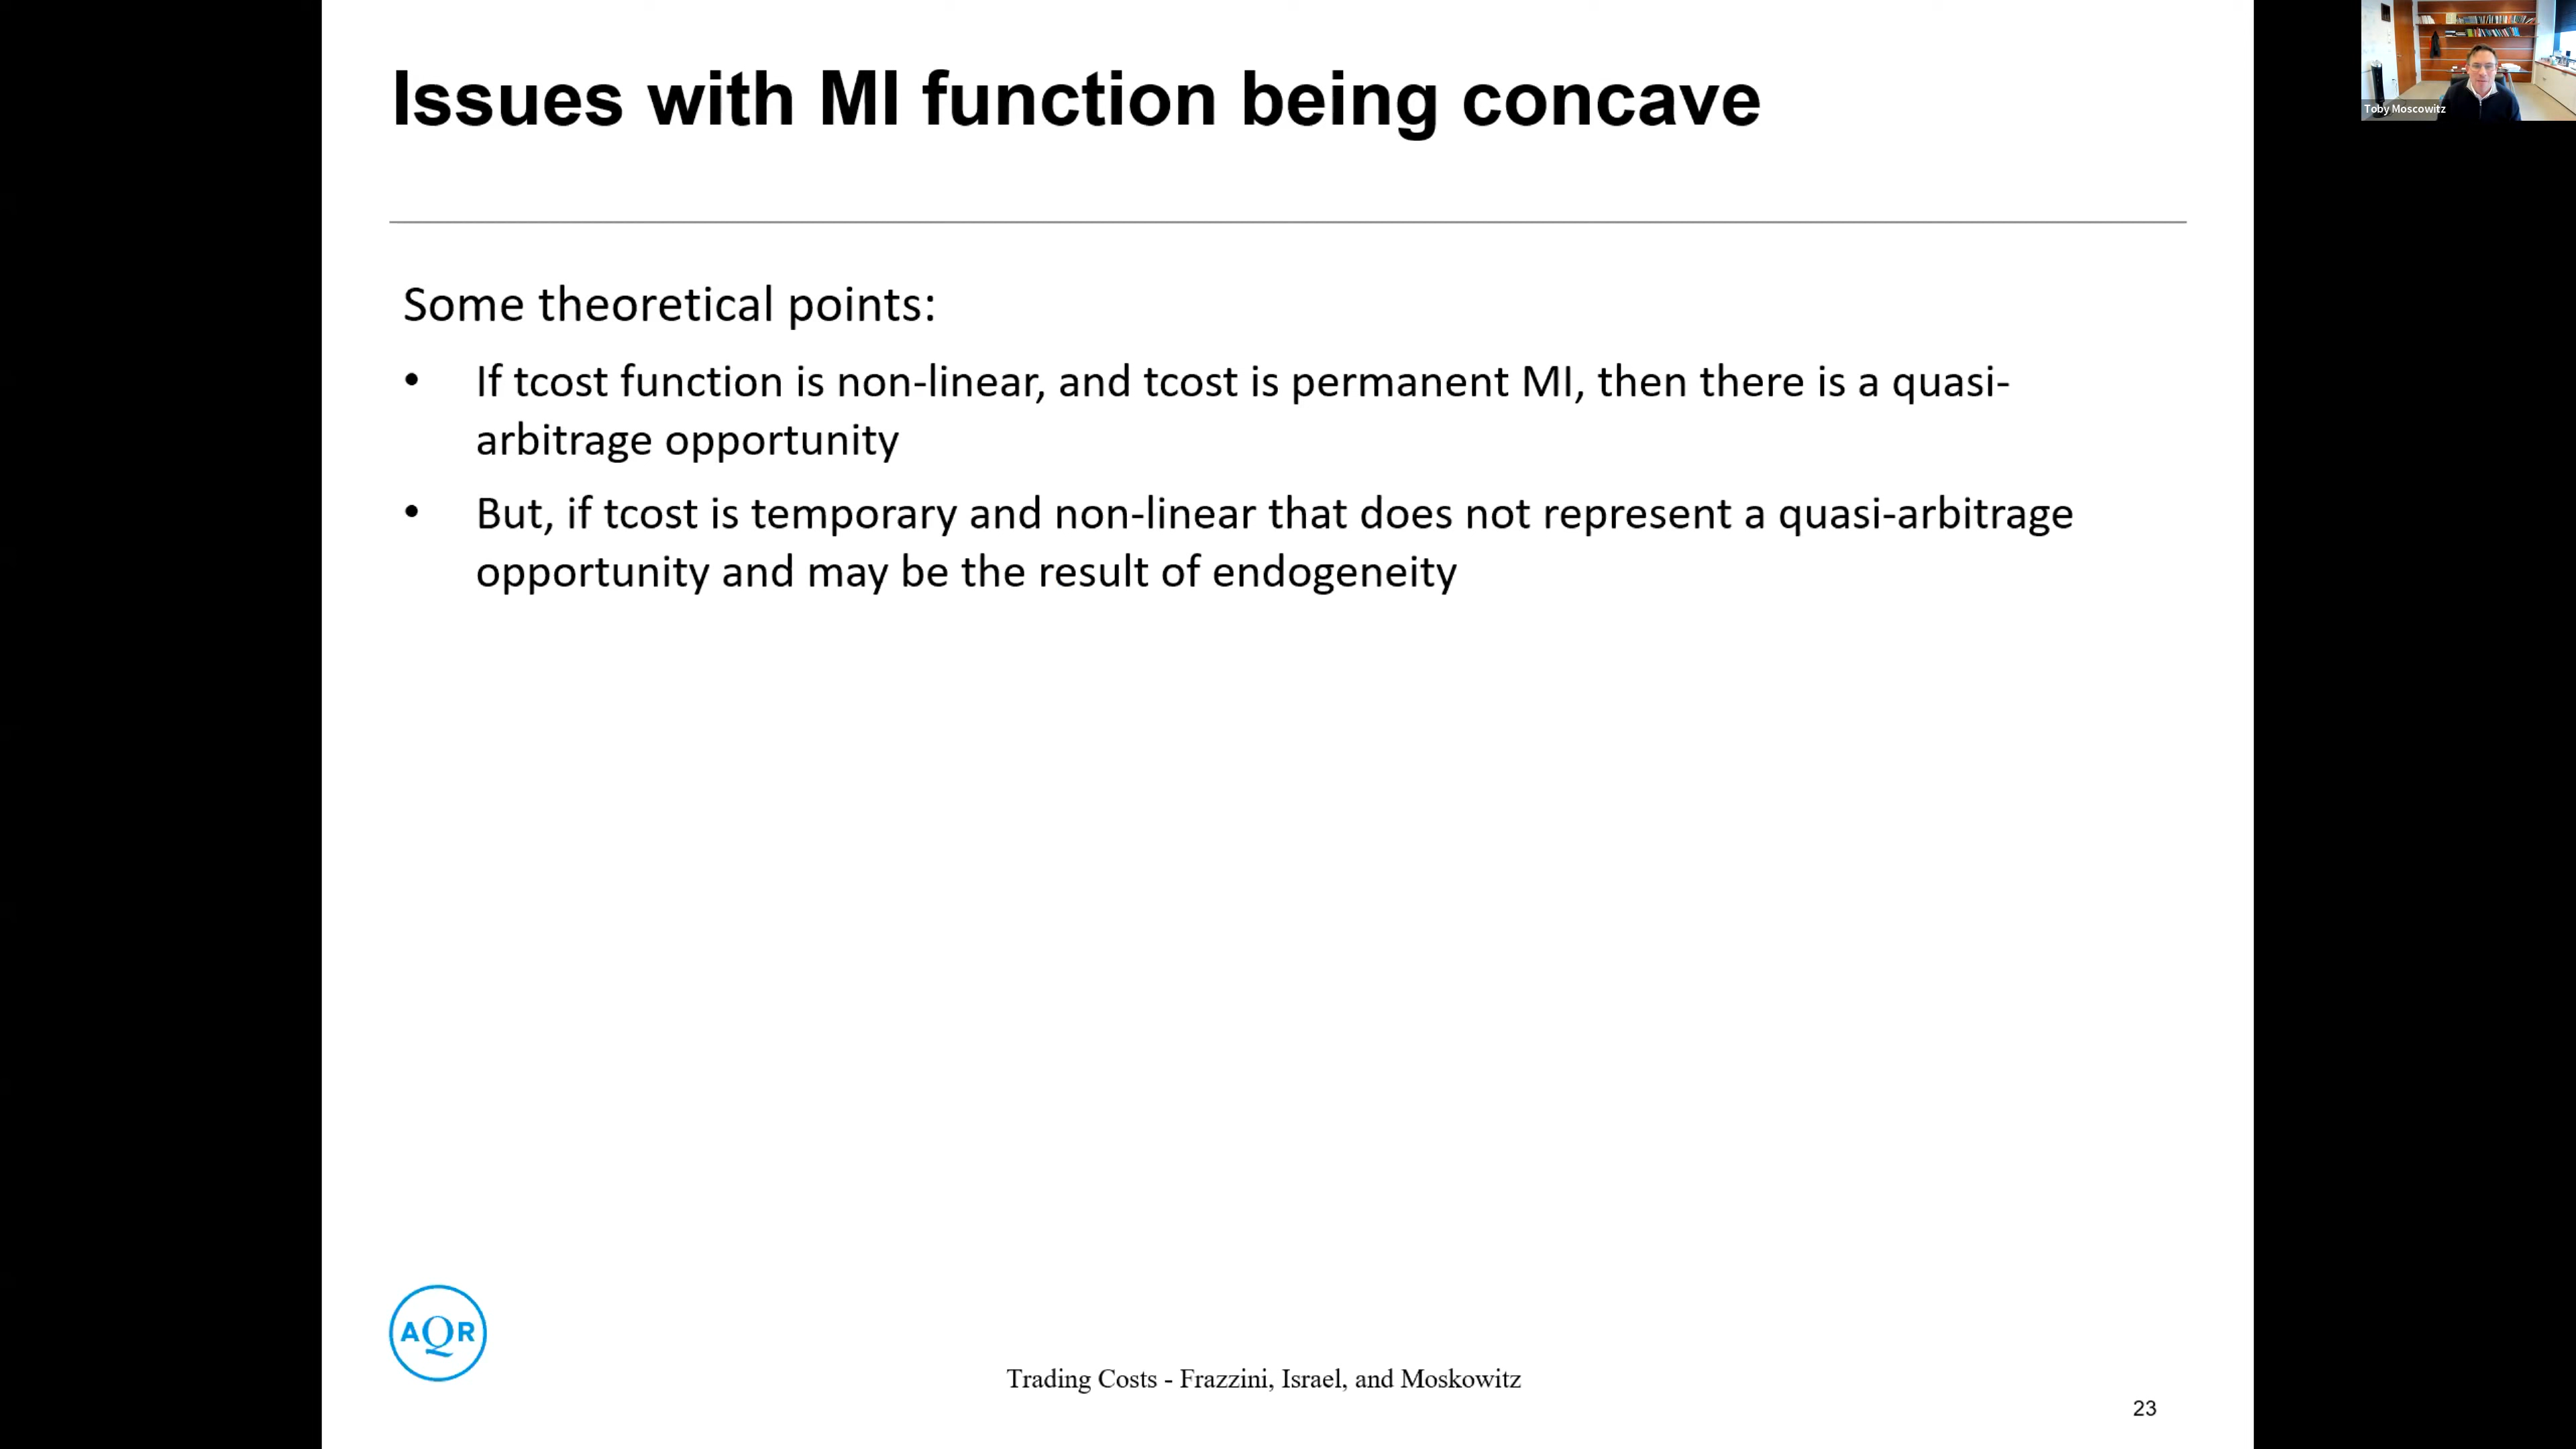 Issues with MI function being concave
Toby Moscowitz
Some theoretical points:
• If tcost function is non-linear, and tcost is permanent MI, then there is a quasi-
arbitrage opportunity
• But, if tcost is temporary and non-linear that does not represent a quasi-arbitrage
opportunity and may be the result of endogeneity
AQR
Trading Costs - Frazzini, Israel, and Moskowitz
23